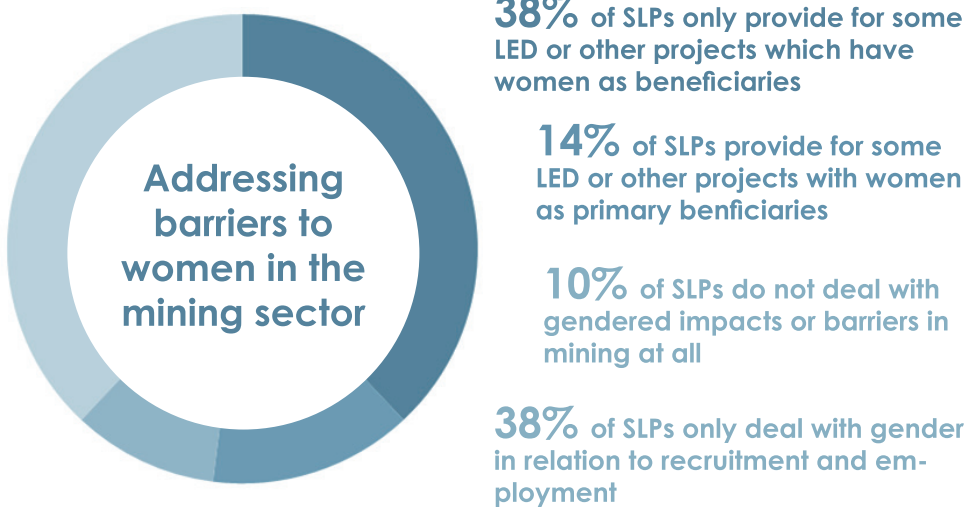 Addressing
barriers to
women in the
mining sector
38% of SLPs only provide for some
LED or other projects which have
women as beneficiaries
14% of SLPs provide for some
LED or other projects with women
as primary benficiaries
10% of SLPs do not deal with
gendered impacts or barriers in
mining at all
38% of SLPs only deal with gender
in relation to recruitment and em-
ployment